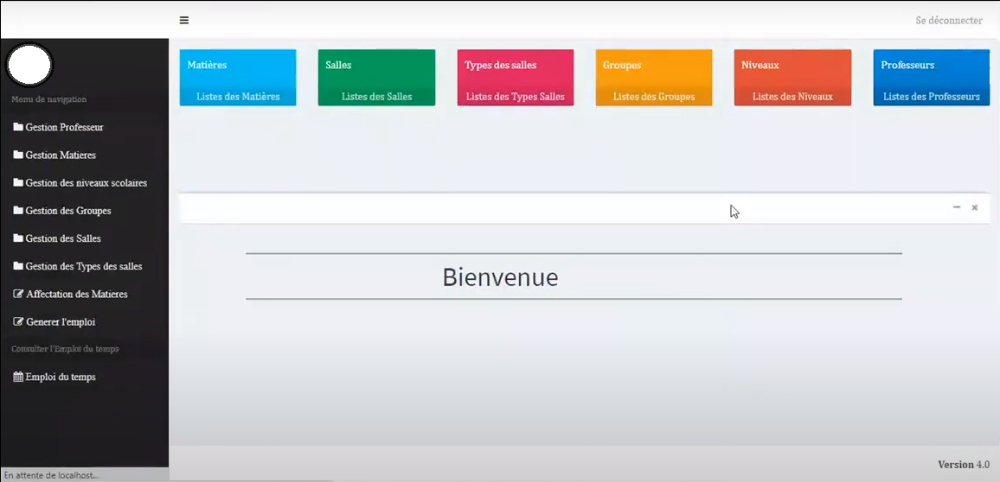 Se déconnecter
Menu de navigation
Gestion Professeur
Gestion Matieres
Gestion des niveaux scolaires
Gestion des Groupes
Gestion des Salles
Gestion des Types des salles
Affectation des Matieres
Generer l'emploi
Consulter l'Emploi du temps
Emploi du temps
Matières
Listes des Matières
Salles
Listes des Salles
Types des salles
Listes des Types Salles
Groupes
Listes des Groupes
Niveaux
Listes des Niveaux
Professeurs
Listes des Professeurs
Bienvenue
Version 4.0
En attente de localhost...